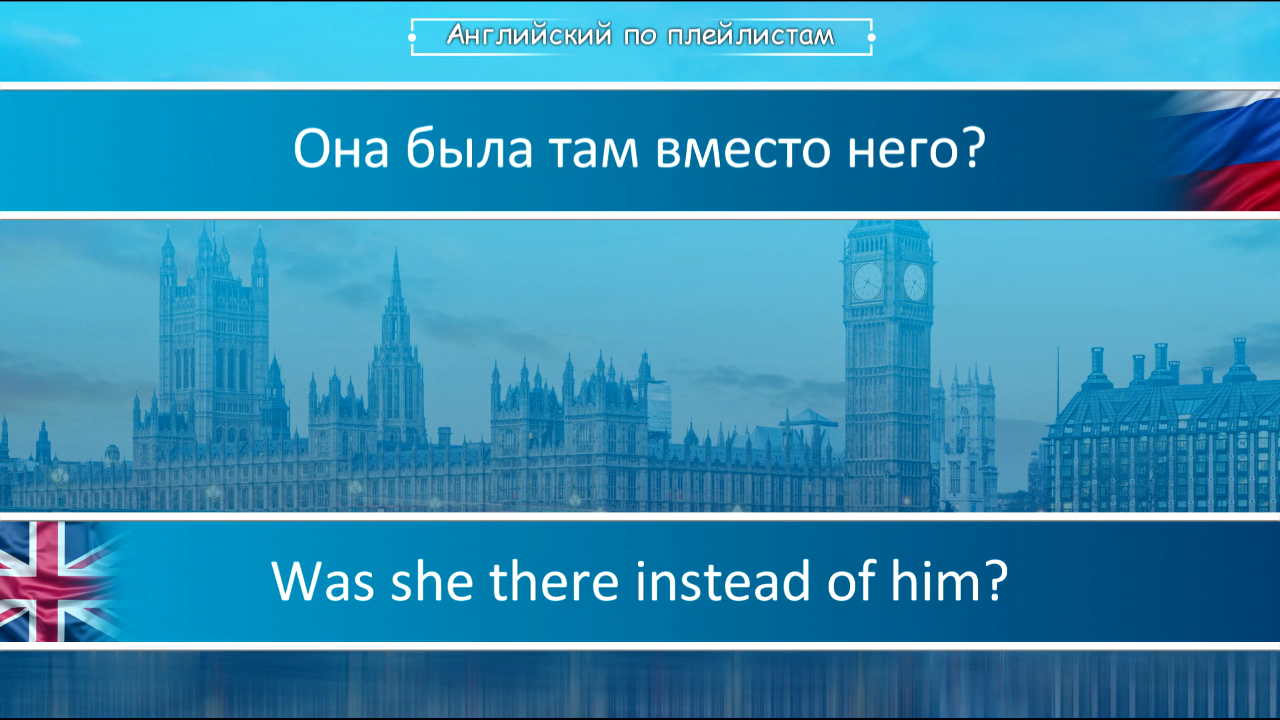 Английский по плейлистам
Она была там вместо него?
Was she there instead of him?